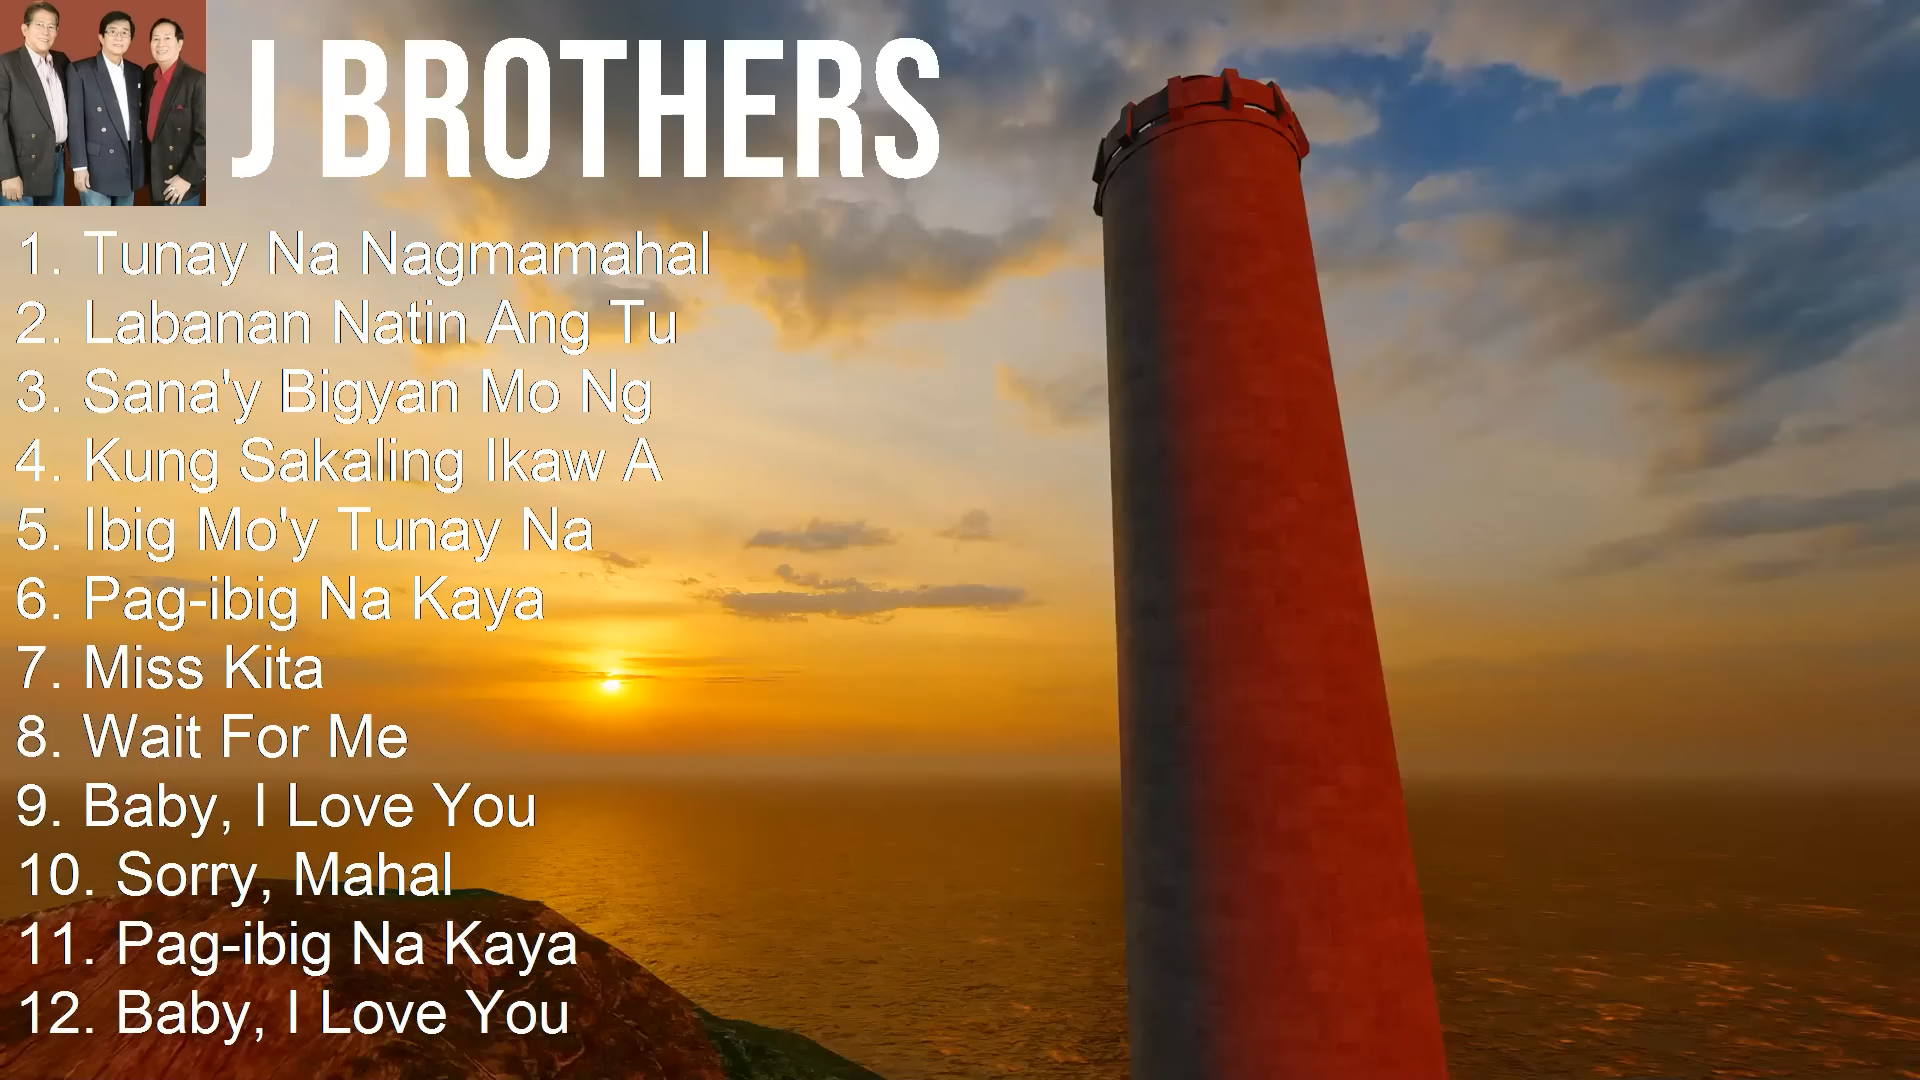 J BROTHERS
1. Tunay Na Nagmamahal
2. Labanan Natin Ang Tu
3. Sana'y Bigyan Mo Ng
4. Kung Sakaling Ikaw A
5. Ibig Mo'y Tunay Na
6. Pag-ibig Na Kaya
7. Miss Kita
8. Wait For Me
9. Baby, I Love You
10. Sorry, Mahal
11. Pag-ibig Na Kaya
12. Baby, I Love You